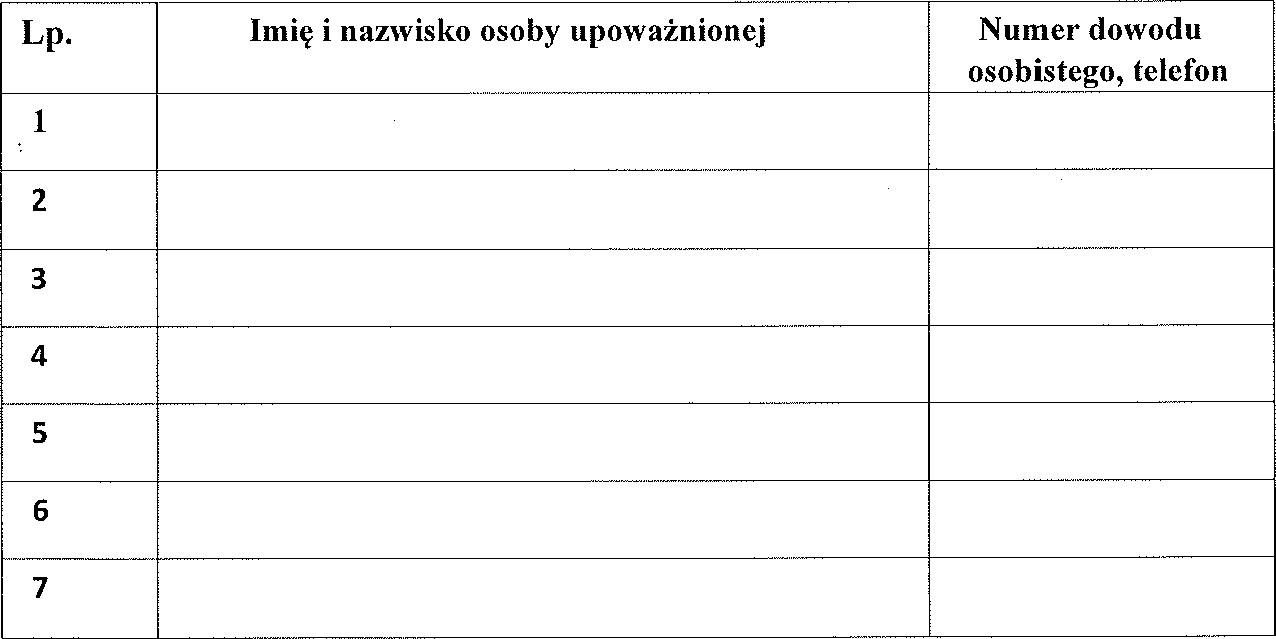 Lp.
Imię i nazwisko osoby upoważnionej
Numer dowodu
osobistego, telefon
1
2
3
4
5
6
7